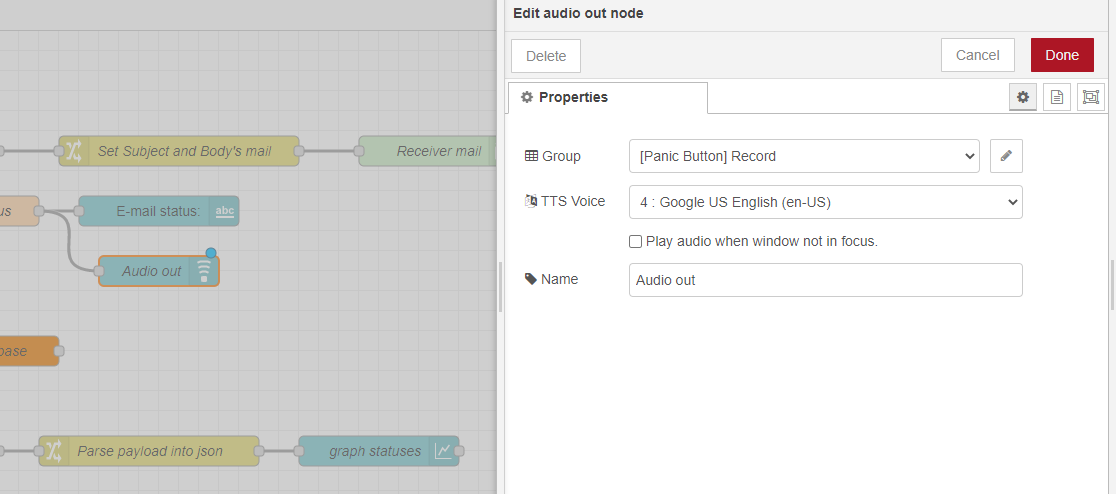 Edit audio out node
Delete
Cancel
Done
Properties
Group
[Panic Button] Record
TTS Voice
4 : Google US English (en-US)
Play audio when window not in focus.
Name
Audio out
Set Subject and Body's mail
Receiver mail
us
E-mail status:
abc
Audio out
base
Parse payload into json
graph statuses